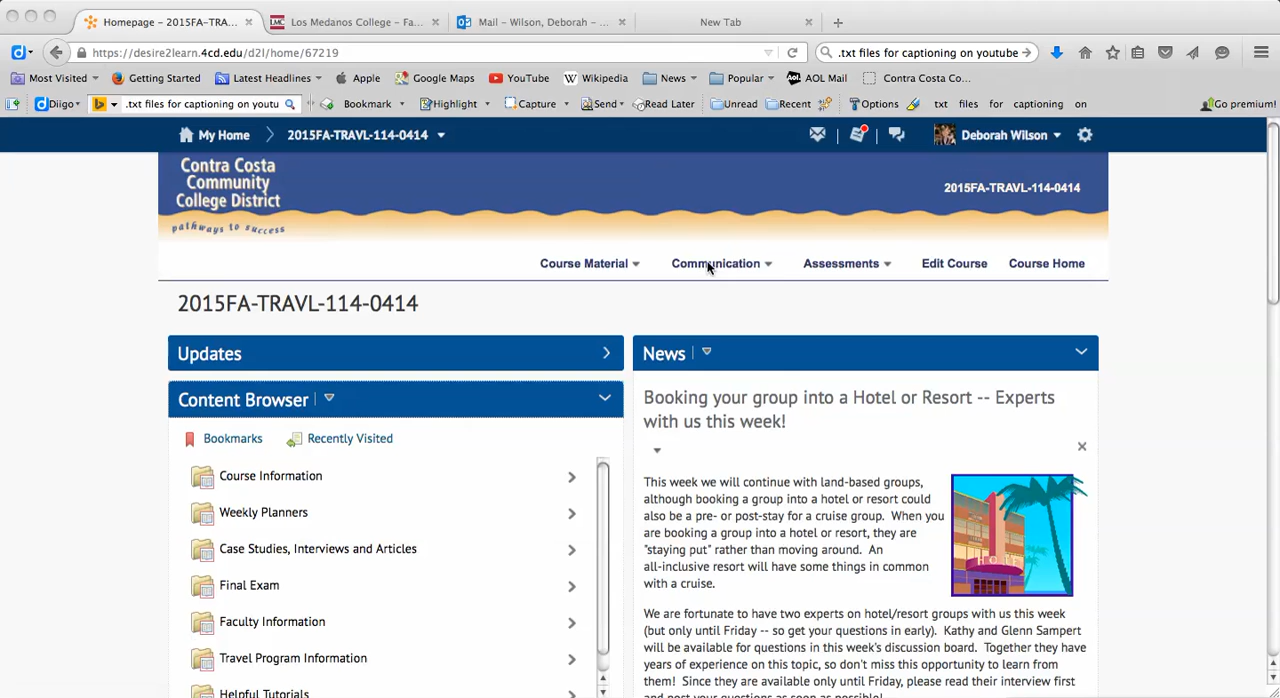 Homepage – 2015FA-TRA...
Los Medanos College – Fa...
Mail – Wilson, Deborah – ...
New Tab
https://desire2learn.4cd.edu/d2l/home/67219
.txt files for captioning on youtube
Most Visited
Getting Started
Latest Headlines
Apple
Google Maps
YouTube
Wikipedia
News
Popular
AOL Mail
Contra Costa Co...
Diigo
.txt files for captioning on youtu
Bookmark
Highlight
Capture
Send
Read Later
Unread
Recent
Options
txt files for captioning on
Go premium!
My Home
2015FA-TRAVL-114-0414
Deborah Wilson
Contra Costa
Community
College District
pathways to success
2015FA-TRAVL-114-0414
Course Material
Communication
Assessments
Edit Course
Course Home
2015FA-TRAVL-114-0414
Updates
Content Browser
Bookmarks
Recently Visited
Course Information
Weekly Planners
Case Studies, Interviews and Articles
Final Exam
Faculty Information
Travel Program Information
Helpful Tutorials
News
Booking your group into a Hotel or Resort -- Experts
with us this week!
This week we will continue with land-based groups,
although booking a group into a hotel or resort could
also be a pre- or post-stay for a cruise group. When you
are booking a group into a hotel or resort, they are
"staying put" rather than moving around. An
all-inclusive resort will have some things in common
with a cruise.
HOTEL
We are fortunate to have two experts on hotel/resort groups with us this week
(but only until Friday -- so get your questions in early). Kathy and Glenn Sampert
will be available for questions in this week's discussion board. Together they have
years of experience on this topic, so don't miss this opportunity to learn from
them! Since they are available only until Friday, please read their interview first
and post your questions as soon as possible!